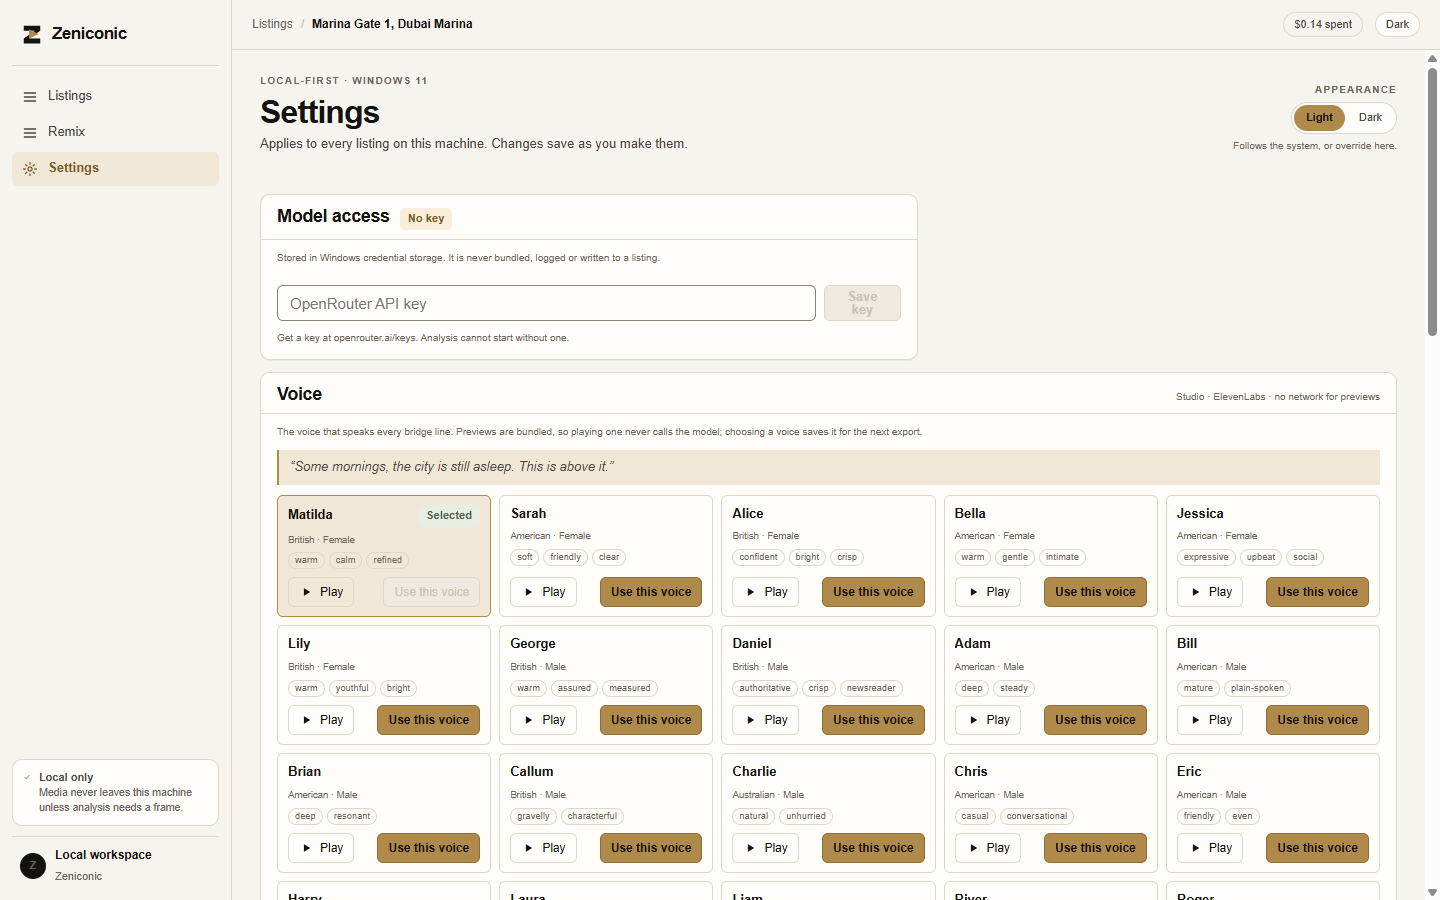 Zeniconic
Listings
Remix
Settings
Local only
Media never leaves this machine
unless analysis needs a frame.
Z
Local workspace
Zeniconic
Listings / Marina Gate 1, Dubai Marina
$0.14 spent
Dark
LOCAL-FIRST · WINDOWS 11
Settings
Applies to every listing on this machine. Changes save as you make them.
APPEARANCE
Light Dark
Follows the system, or override here.
Model access No key
Stored in Windows credential storage. It is never bundled, logged or written to a listing.
OpenRouter API key
Save
key
Get a key at openrouter.ai/keys. Analysis cannot start without one.
Voice
Studio · ElevenLabs · no network for previews
The voice that speaks every bridge line. Previews are bundled, so playing one never calls the model; choosing a voice saves it for the next export.
“Some mornings, the city is still asleep. This is above it.”
Matilda Selected
British · Female
warm calm refined
Play Use this voice
Sarah
American · Female
soft friendly clear
Play Use this voice
Alice
British · Female
confident bright crisp
Play Use this voice
Bella
American · Female
warm gentle intimate
Play Use this voice
Jessica
American · Female
expressive upbeat social
Play Use this voice
Lily
British · Female
warm youthful bright
Play Use this voice
George
British · Male
warm assured measured
Play Use this voice
Daniel
British · Male
authoritative crisp newsreader
Play Use this voice
Adam
American · Male
deep steady
Play Use this voice
Bill
American · Male
mature plain-spoken
Play Use this voice
Brian
American · Male
deep resonant
Play Use this voice
Callum
British · Male
gravelly characterful
Play Use this voice
Charlie
Australian · Male
natural unhurried
Play Use this voice
Chris
American · Male
casual conversational
Play Use this voice
Eric
American · Male
friendly even
Play Use this voice
Harry
Laura
Liam
River
Roger